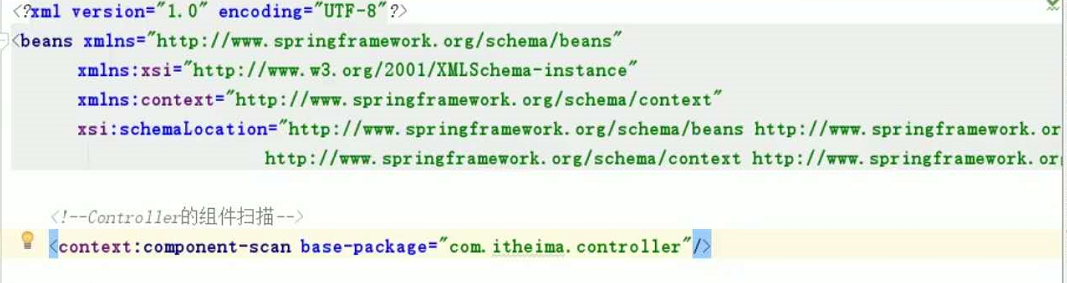 <?xml version="1.0" encoding="UTF-8"?>
<beans xmlns="http://www.springframework.org/schema/beans"
xmlns:xsi="http://www.w3.org/2001/XMLSchema-instance"
xmlns:context="http://www.springframework.org/schema/context"
xsi:schemaLocation="http://www.springframework.org/schema/beans http://www.springframework.or
http://www.springframework.org/schema/context http://www.springframework.or
<!--Controller的组件扫描-->
<context:component-scan base-package="com.itheima.controller"/>